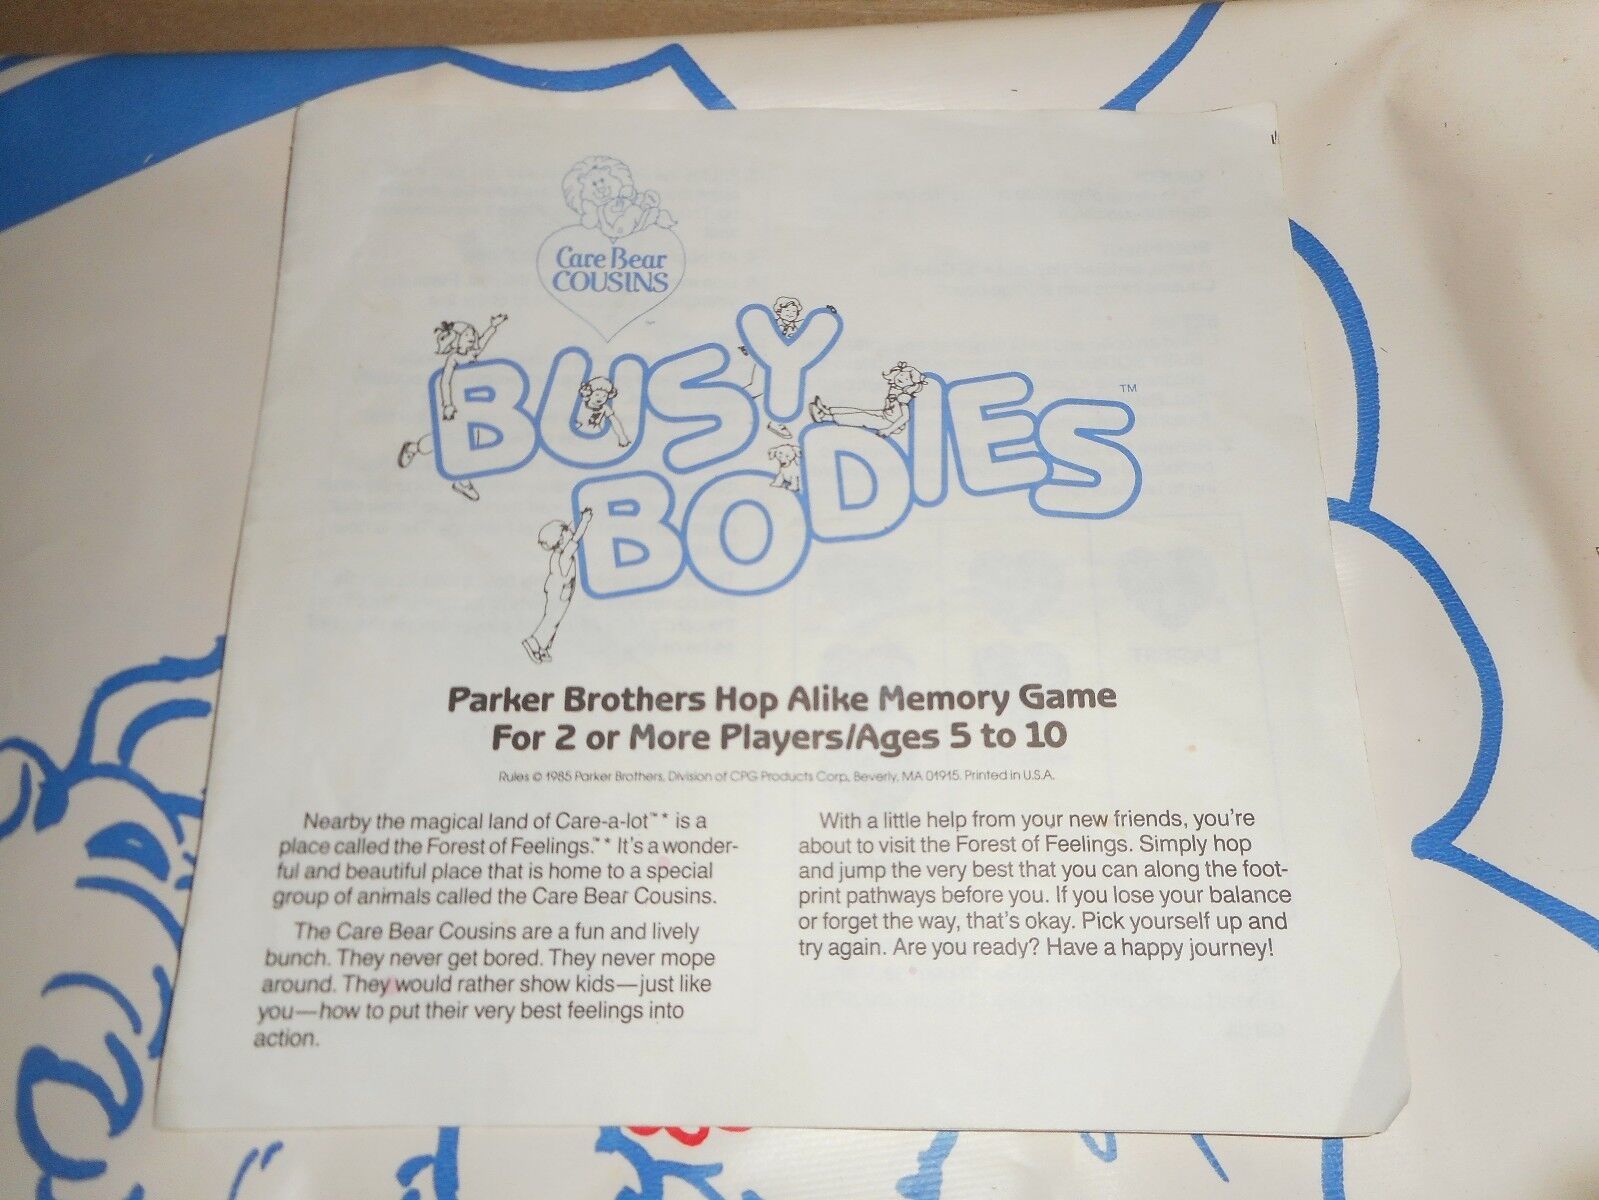 Care Bear
COUSINS
BUSY
BODIES™
Parker Brothers Hop Alike Memory Game
For 2 or More Players/Ages 5 to 10
Rules © 1985 Parker Brothers, Division of CPG Products Corp., Beverly, MA 01915. Printed in U.S.A.
Nearby the magical land of Care-a-lot™* is a
place called the Forest of Feelings.™* It's a wonder-
ful and beautiful place that is home to a special
group of animals called the Care Bear Cousins.
The Care Bear Cousins are a fun and lively
bunch. They never get bored. They never mope
around. They would rather show kids—just like
you—how to put their very best feelings into
action.
With a little help from your new friends, you're
about to visit the Forest of Feelings. Simply hop
and jump the very best that you can along the foot-
print pathways before you. If you lose your balance
or forget the way, that's okay. Pick yourself up and
try again. Are you ready? Have a happy journey!